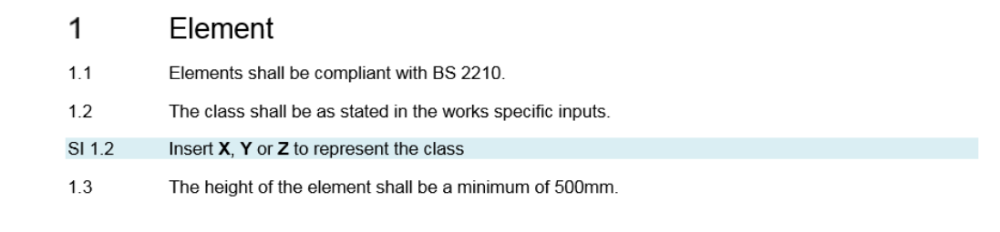 1 Element
1.1 Elements shall be compliant with BS 2210.
1.2 The class shall be as stated in the works specific inputs.
SI 1.2 Insert X, Y or Z to represent the class
1.3 The height of the element shall be a minimum of 500mm.